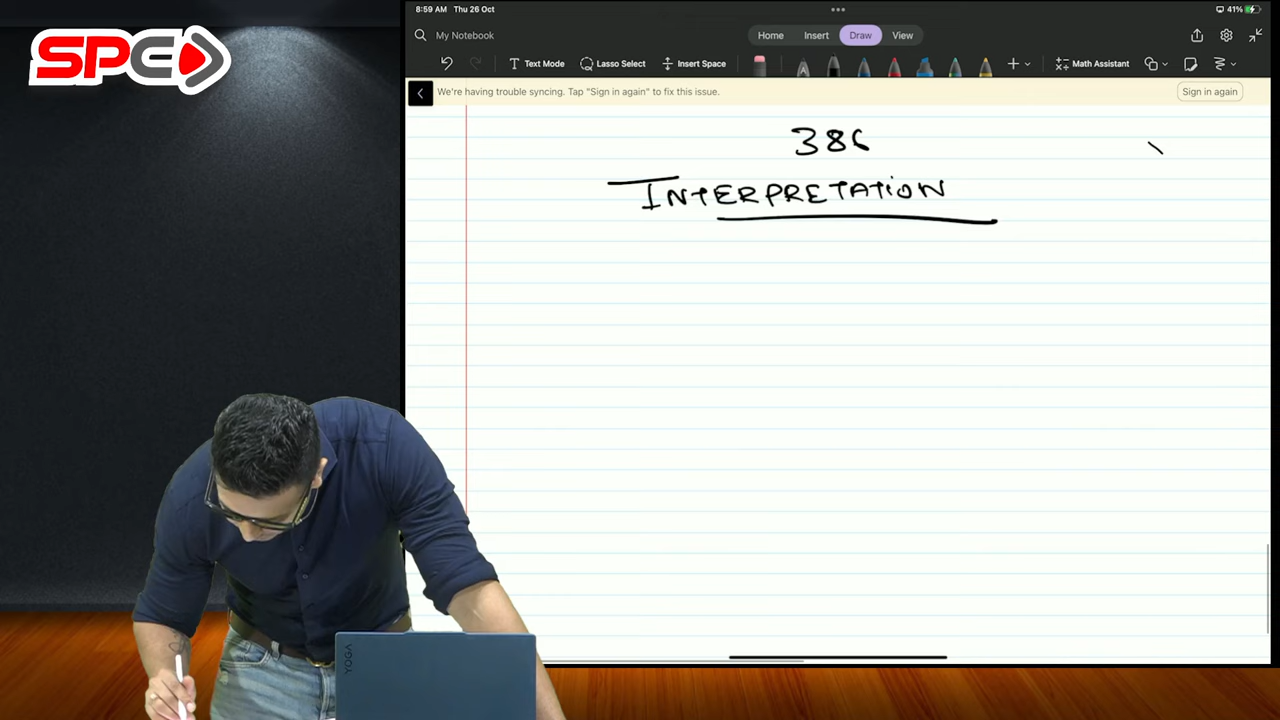 SPE
8:59 AM Thu 26 Oct
41%
My Notebook
Home Insert Draw View
Text Mode Lasso Select Insert Space Math Assistant
We're having trouble syncing. Tap "Sign in again" to fix this issue. Sign in again
386
INTERPRETATION
YOGA